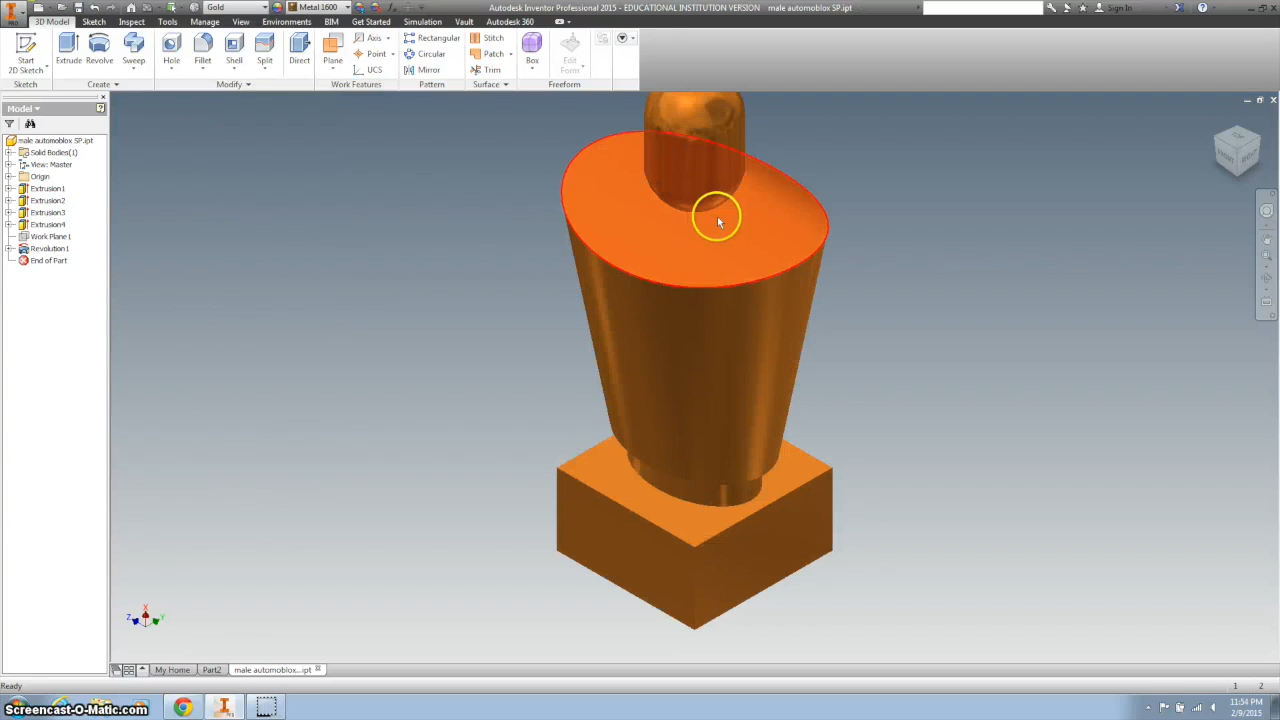 Gold
Metal 1600
Autodesk Inventor Professional 2015 - EDUCATIONAL INSTITUTION VERSION male automoblox SP.ipt
Sign In
PRO
3D Model Sketch Inspect Tools Manage View Environments BIM Get Started Simulation Vault Autodesk 360
Start
2D Sketch
Extrude Revolve Sweep
Hole Fillet Shell Split Direct
Plane
Axis
Point
UCS
Rectangular
Circular
Mirror
Stitch
Patch
Trim
Box
Edit
Form
Sketch Create Modify Work Features Pattern Surface Freeform
Model
male automoblox SP.ipt
Solid Bodies(1)
View: Master
Origin
Extrusion1
Extrusion2
Extrusion3
Extrusion4
Work Plane1
Revolution1
End of Part
TOP
X
Z Y
My Home Part2 male automoblox...ipt
Ready
1 2
Screencast-O-Matic.com
11:54 PM
2/9/2015